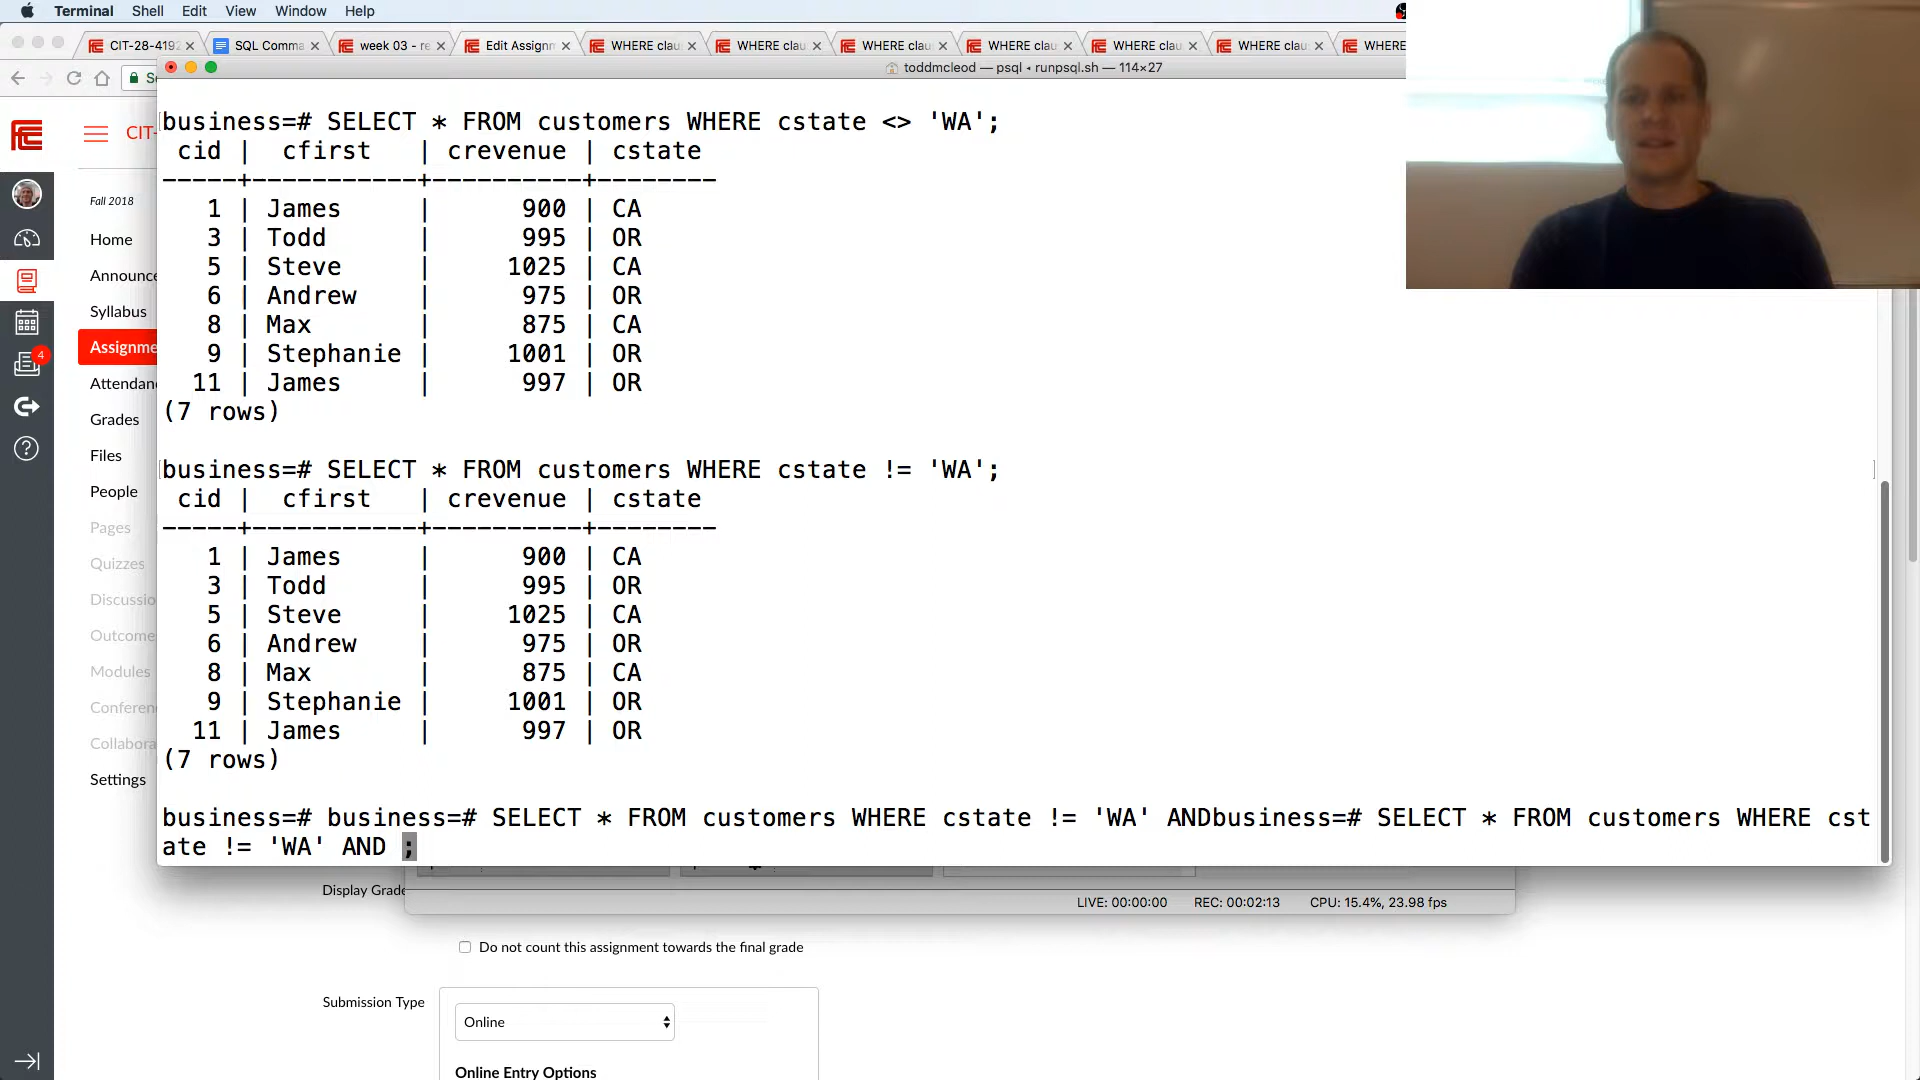 Terminal Shell Edit View Window Help
CIT-28-4192 SQL Comma week 03 - re Edit Assignm WHERE clau WHERE clau WHERE clau WHERE clau WHERE clau WHERE clau WHERE
toddmcleod — psql • runpsql.sh — 114×27
business=# SELECT * FROM customers WHERE cstate <> 'WA';
cid | cfirst | crevenue | cstate
-----+-----------+----------+--------
1 | James | 900 | CA
3 | Todd | 995 | OR
5 | Steve | 1025 | CA
6 | Andrew | 975 | OR
8 | Max | 875 | CA
9 | Stephanie | 1001 | OR
11 | James | 997 | OR
(7 rows)
business=# SELECT * FROM customers WHERE cstate != 'WA';
cid | cfirst | crevenue | cstate
-----+-----------+----------+--------
1 | James | 900 | CA
3 | Todd | 995 | OR
5 | Steve | 1025 | CA
6 | Andrew | 975 | OR
8 | Max | 875 | CA
9 | Stephanie | 1001 | OR
11 | James | 997 | OR
(7 rows)
business=# business=# SELECT * FROM customers WHERE cstate != 'WA' ANDbusiness=# SELECT * FROM customers WHERE cst
ate != 'WA' AND ;
Se
CIT-
Fall 2018
Home
Announce
Syllabus
Assignme
Attendan
Grades
Files
People
Pages
Quizzes
Discussio
Outcome
Modules
Conferen
Collabora
Settings
4
Display Grade
LIVE: 00:00:00 REC: 00:02:13 CPU: 15.4%, 23.98 fps
Do not count this assignment towards the final grade
Submission Type
Online
Online Entry Options